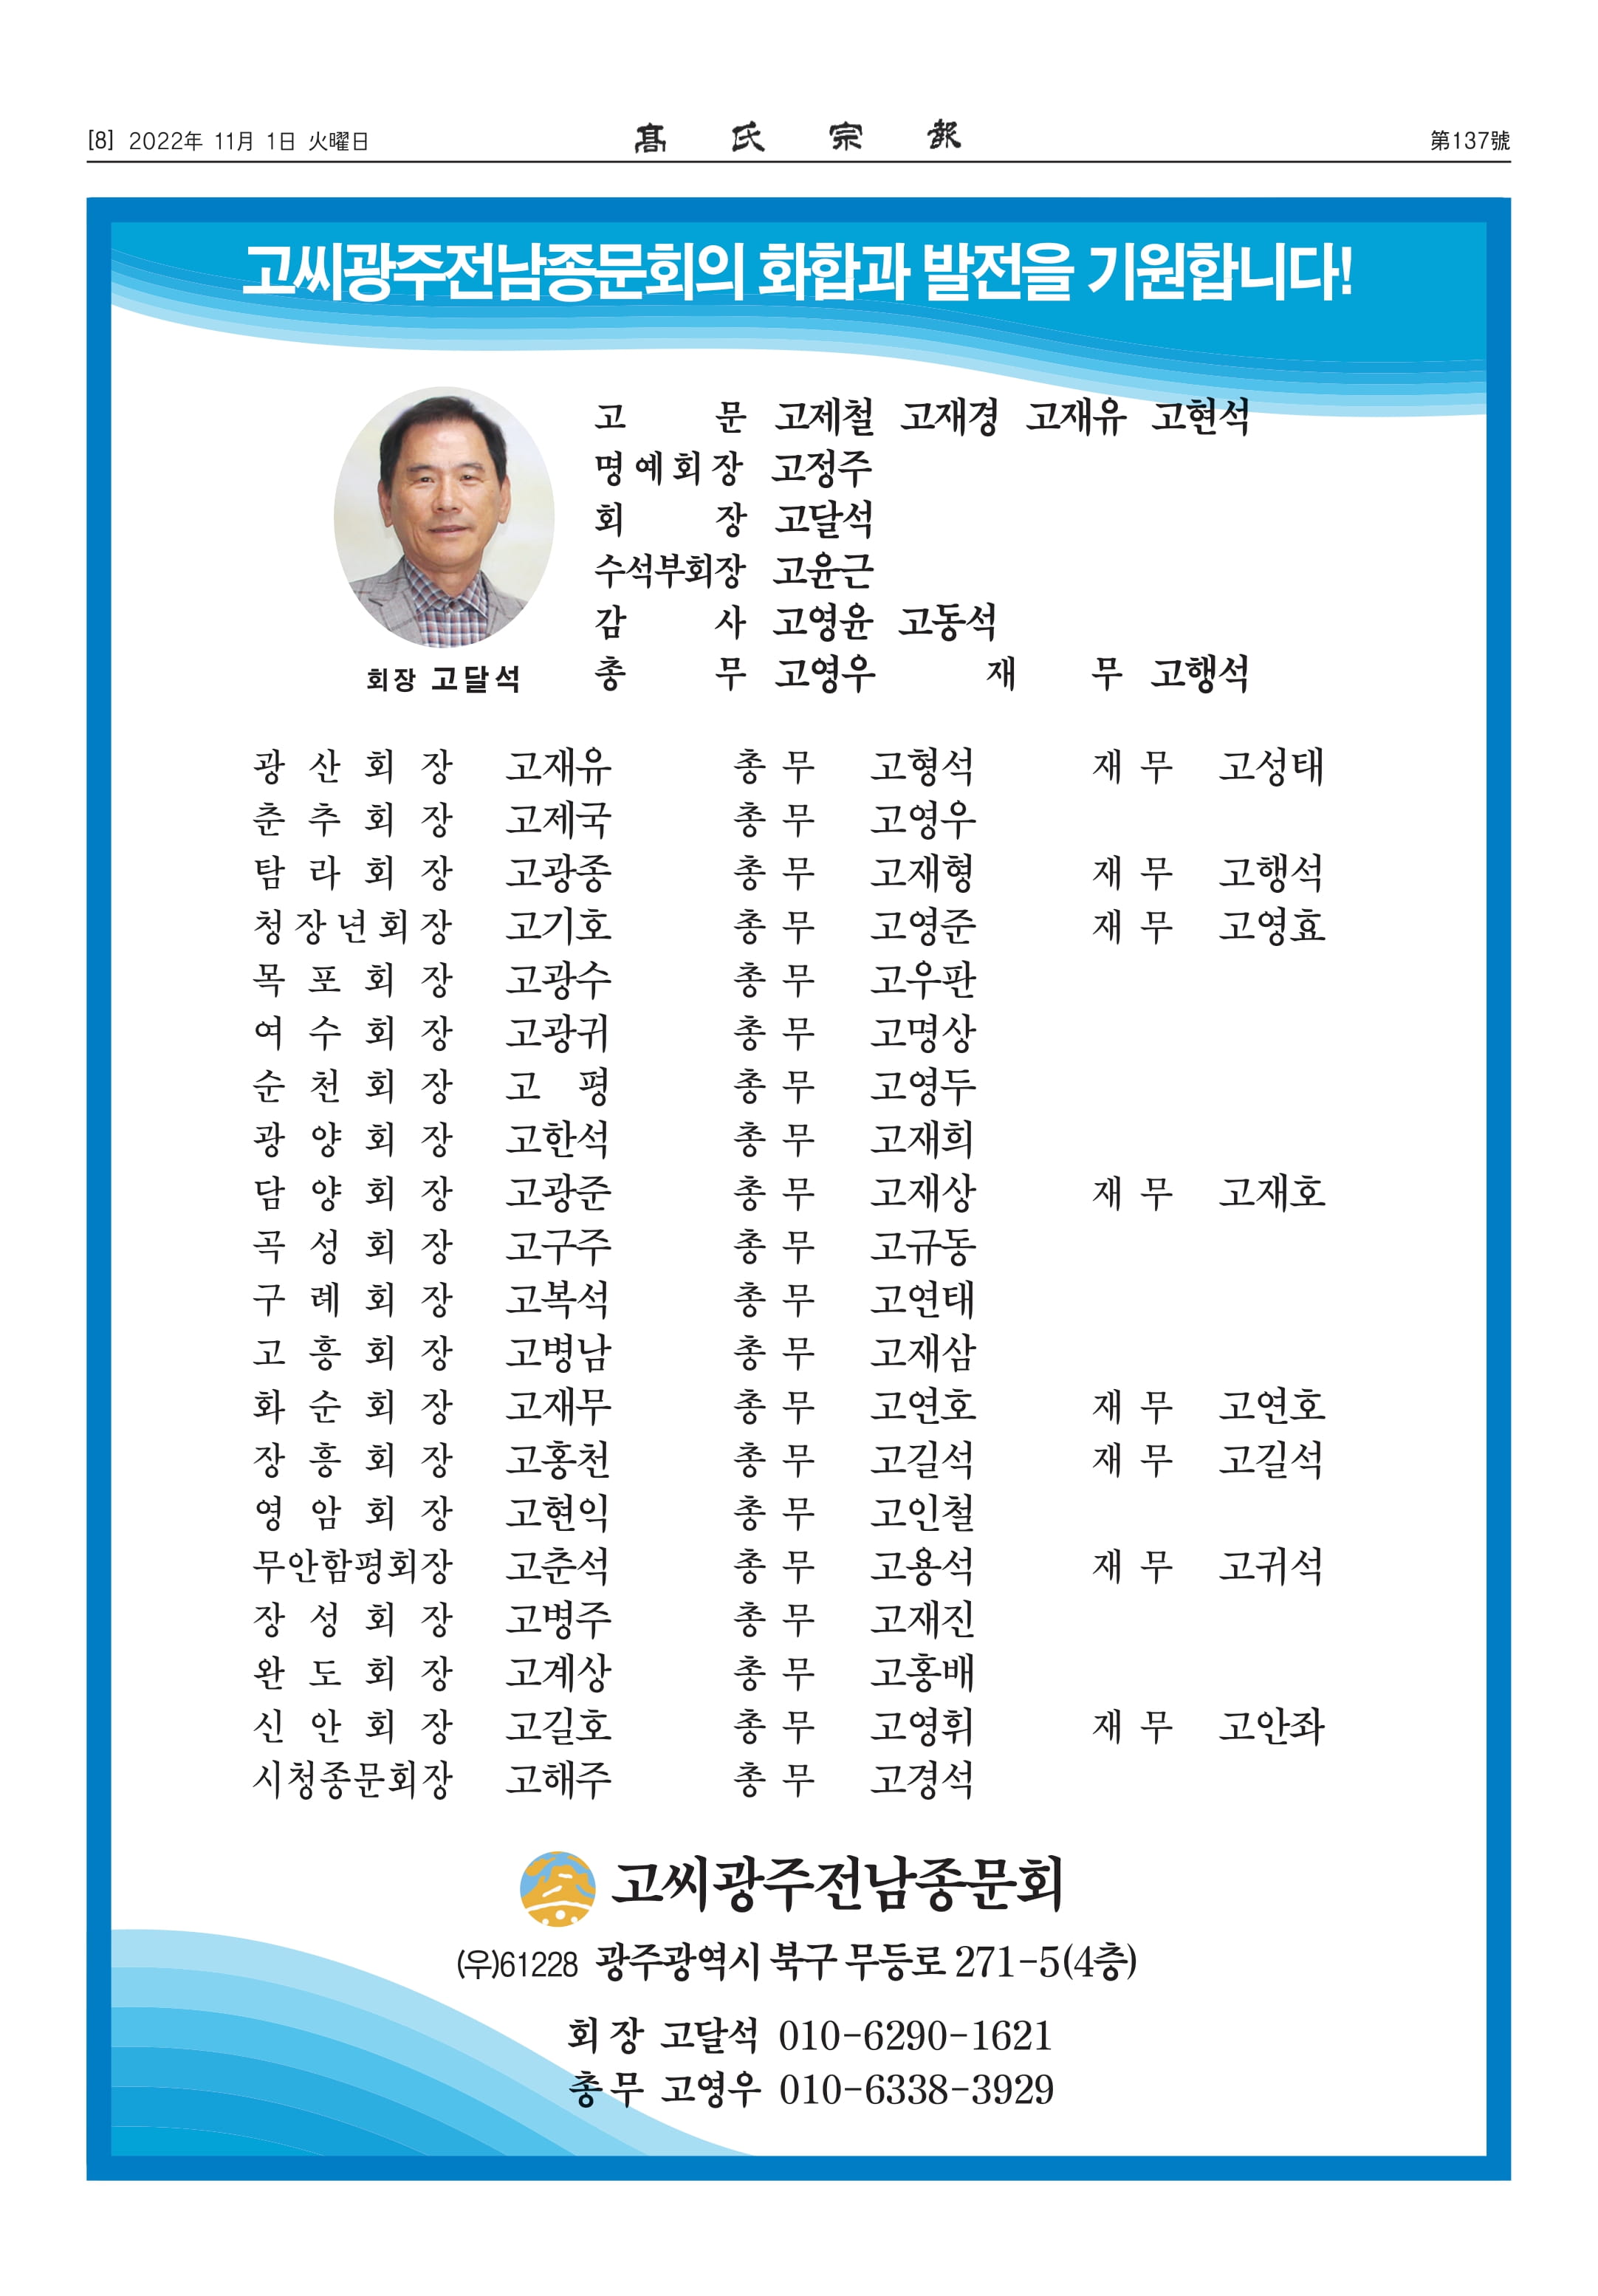 [8] 2022年 11月 1日 火曜日 髙氏宗報 第137號
고씨광주전남종문회의 화합과 발전을 기원합니다!
고 문 고제철 고재경 고재유 고현석
명예회장 고정주
회 장 고달석
수석부회장 고윤근
감 사 고영윤 고동석
총 무 고영우 재 무 고행석
회장 고달석
광산회장 고재유 총무 고형석 재무 고성태
춘추회장 고제국 총무 고영우
탐라회장 고광종 총무 고재형 재무 고행석
청장년회장 고기호 총무 고영준 재무 고영효
목포회장 고광수 총무 고우판
여수회장 고광귀 총무 고명상
순천회장 고 평 총무 고영두
광양회장 고한석 총무 고재희
담양회장 고광준 총무 고재상 재무 고재호
곡성회장 고구주 총무 고규동
구례회장 고복석 총무 고연태
고흥회장 고병남 총무 고재삼
화순회장 고재무 총무 고연호 재무 고연호
장흥회장 고홍천 총무 고길석 재무 고길석
영암회장 고현익 총무 고인철
무안함평회장 고춘석 총무 고용석 재무 고귀석
장성회장 고병주 총무 고재진
완도회장 고계상 총무 고홍배
신안회장 고길호 총무 고영휘 재무 고안좌
시청종문회장 고해주 총무 고경석
고씨광주전남종문회
(우)61228 광주광역시 북구 무등로 271-5(4층)
회장 고달석 010-6290-1621
총무 고영우 010-6338-3929